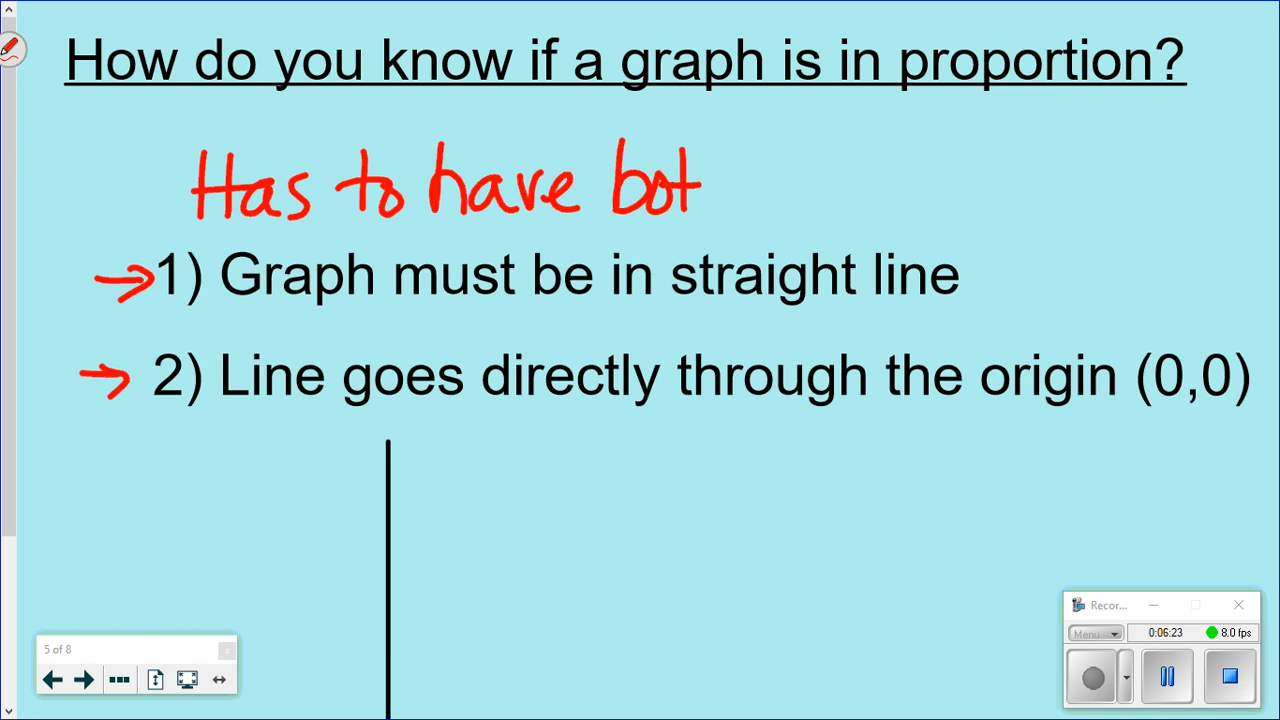 How do you know if a graph is in proportion?
Has to have bot
1) Graph must be in straight line
2) Line goes directly through the origin (0,0)
Recor...
Menu
0:06:23
8.0 fps
5 of 8